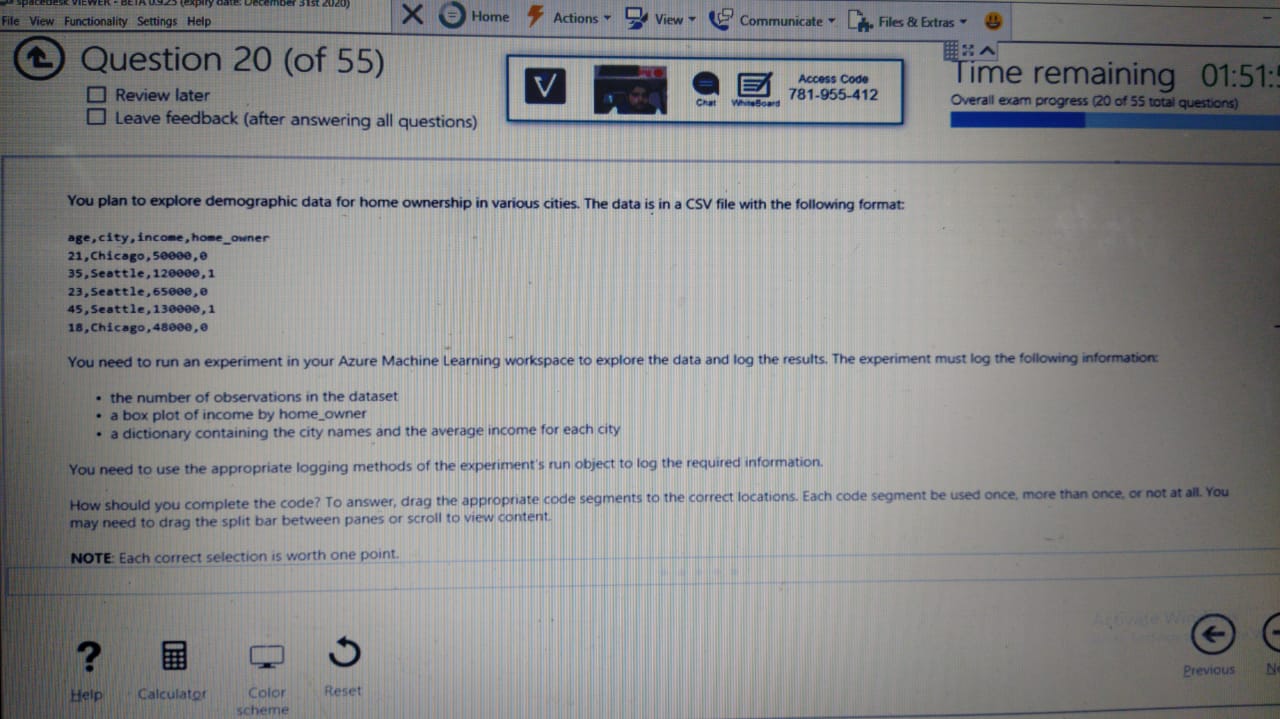 spacedesk VIEWER - BETA 0.9.25 (expiry date: December 31st 2020)
File View Functionality Settings Help
Home Actions View Communicate Files & Extras
Question 20 (of 55)
Review later
Leave feedback (after answering all questions)
Chat
WhiteBoard
Access Code
781-955-412
Time remaining 01:51:
Overall exam progress (20 of 55 total questions)
You plan to explore demographic data for home ownership in various cities. The data is in a CSV file with the following format:
age,city,income,home_owner
21,Chicago,50000,0
35,Seattle,120000,1
23,Seattle,65000,0
45,Seattle,130000,1
18,Chicago,48000,0
You need to run an experiment in your Azure Machine Learning workspace to explore the data and log the results. The experiment must log the following information:
• the number of observations in the dataset
• a box plot of income by home_owner
• a dictionary containing the city names and the average income for each city
You need to use the appropriate logging methods of the experiment's run object to log the required information.
How should you complete the code? To answer, drag the appropriate code segments to the correct locations. Each code segment be used once, more than once, or not at all. You
may need to drag the split bar between panes or scroll to view content.
NOTE: Each correct selection is worth one point.
Activate Win
Help
Calculator
Color
scheme
Reset
Previous